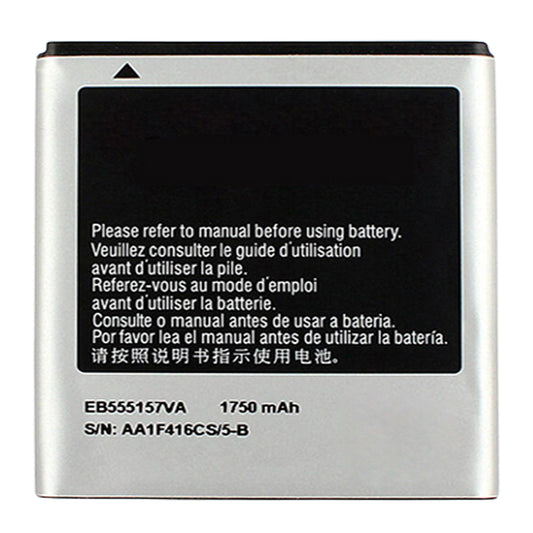 Please refer to manual before using battery.
Veuillez consulter le guide d'utilisation
avant d'utiliser la pile.
Referez-vous au mode d'emploi
avant d'utiliser la batterie.
Consulte o manual antes de usar a bateria.
Por favor lea el manual antes de utilizar la batería.
请按照说明书指示使用电池。
EB555157VA 1750 mAh
S/N: AA1F416CS/5-B